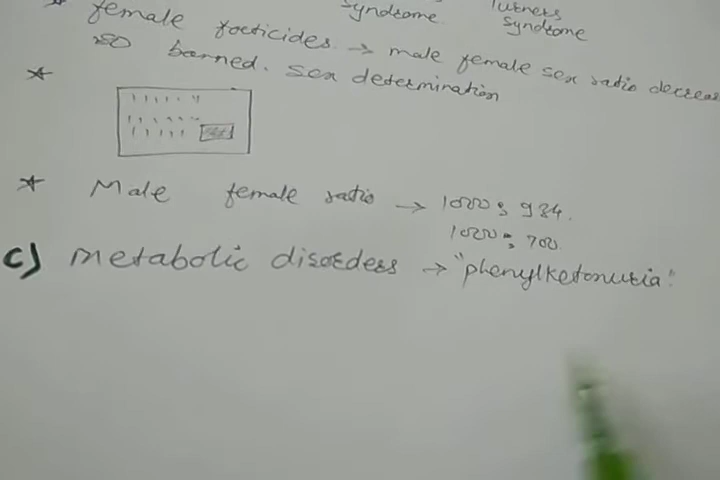 syndrome Turners
syndrome
* female foeticides → male female sex ratio decreas
so banned. sex determination
*
* Male female ratio → 1000 : 934.
1000 : 700.
c) metabolic disorders → "phenylketonuria"